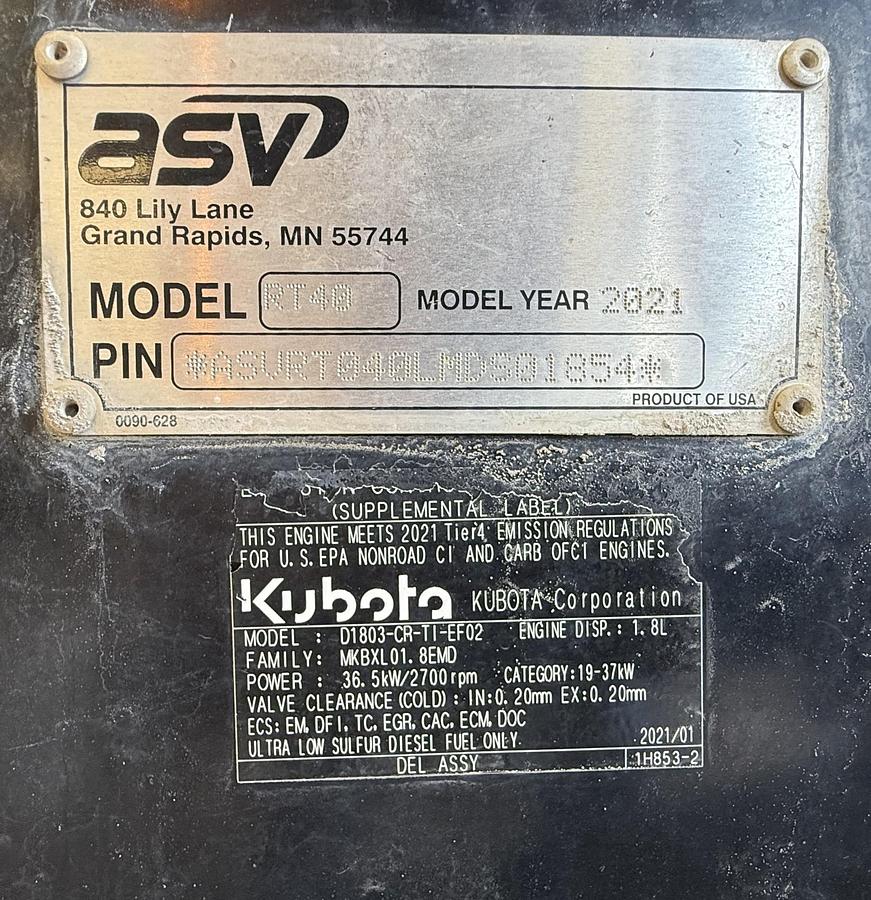 asv
840 Lily Lane
Grand Rapids, MN 55744
MODEL RT40 MODEL YEAR 2021
PIN *ASVRT040LMDS01854*
PRODUCT OF USA
0090-628
(SUPPLEMENTAL LABEL)
THIS ENGINE MEETS 2021 Tier4 EMISSION REGULATIONS
FOR U.S. EPA NONROAD CI AND CARB OFCI ENGINES.
Kubota KUBOTA Corporation
MODEL : D1803-CR-TI-EF02 ENGINE DISP.: 1.8L
FAMILY: MKBXL01.8EMD
POWER : 36.5kW/2700rpm CATEGORY:19-37kW
VALVE CLEARANCE (COLD) : IN:0.20mm EX:0.20mm
ECS: EM, DFI, TC, EGR, CAC, ECM, DOC
ULTRA LOW SULFUR DIESEL FUEL ONLY. 2021/01
DEL ASSY 1H853-2